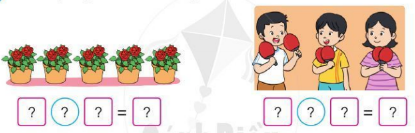 ? ? ? = ? ? ? ? = ?